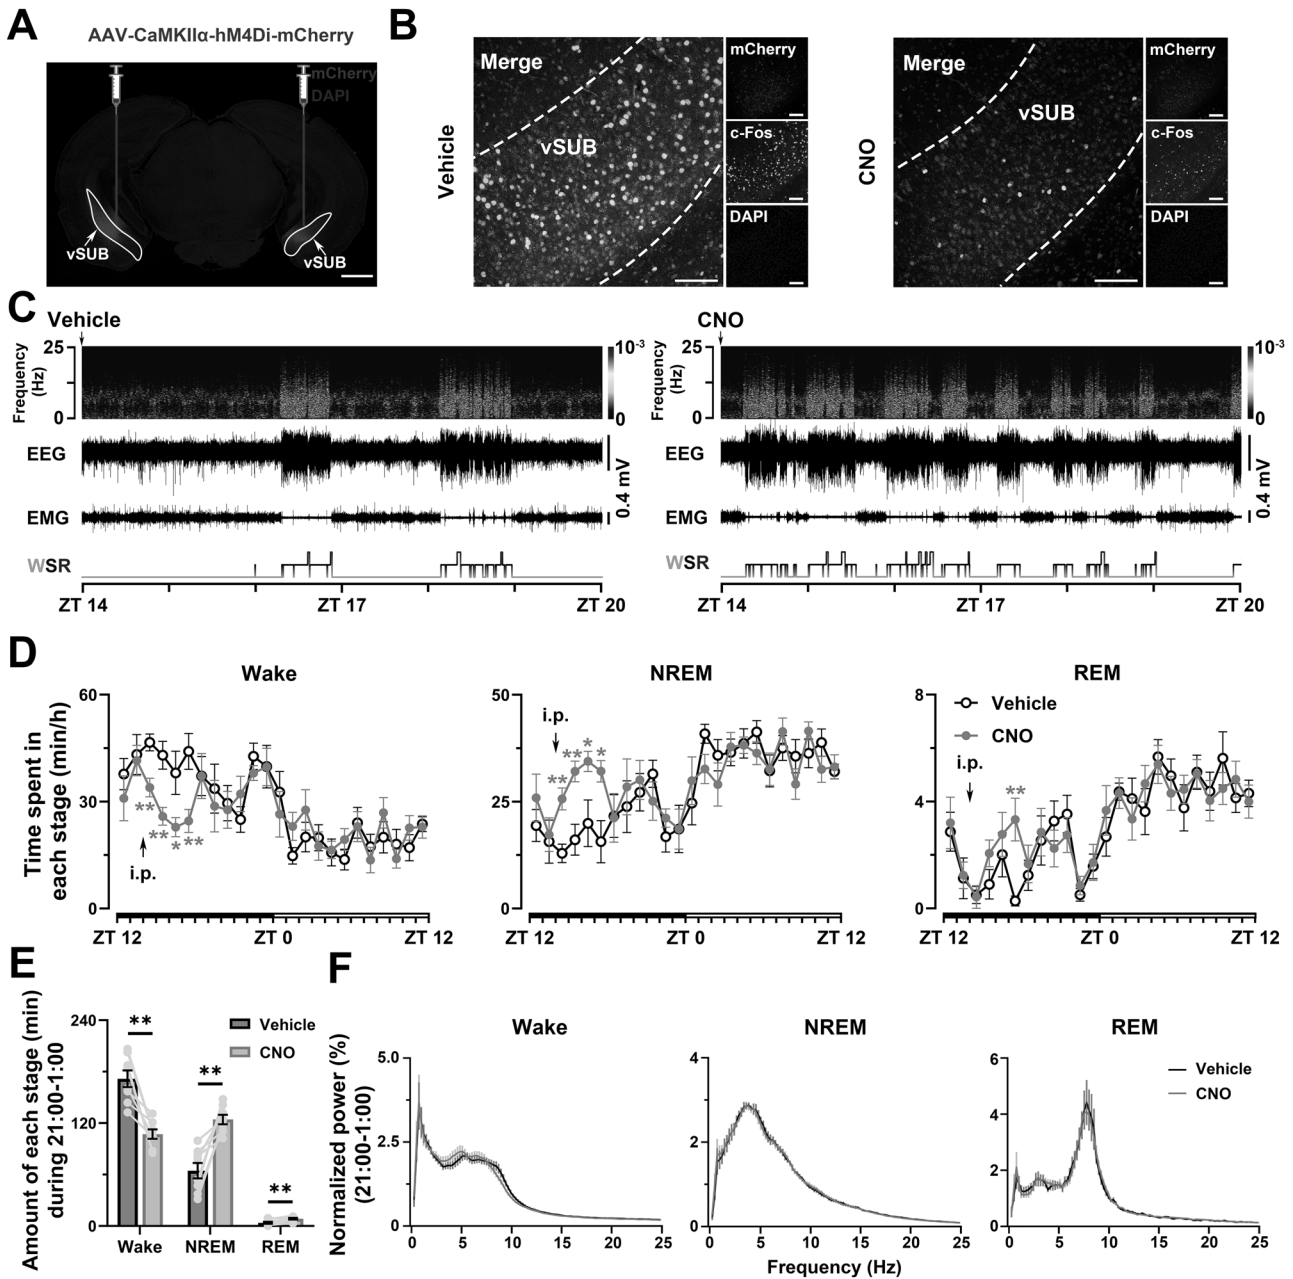 A
AAV-CaMKIIα-hM4Di-mCherry
mCherry
DAPI
vSUB
vSUB
B
Vehicle
Merge
vSUB
mCherry
c-Fos
DAPI
CNO
Merge
vSUB
mCherry
c-Fos
DAPI
C
Vehicle
Frequency
(Hz)
25
0
10-3
0
EEG
EMG
0.4 mV
WSR
ZT 14
ZT 17
ZT 20
CNO
Frequency
(Hz)
25
0
10-3
0
EEG
EMG
0.4 mV
WSR
ZT 14
ZT 17
ZT 20
D
Time spent in
each stage (min/h)
Wake
60
30
0
**
**
*
**
i.p.
ZT 12
ZT 0
ZT 12
NREM
50
25
0
i.p.
**
**
*
*
ZT 12
ZT 0
ZT 12
REM
8
4
0
Vehicle
CNO
i.p.
**
ZT 12
ZT 0
ZT 12
E
Amount of each stage (min)
during 21:00-1:00
240
120
0
**
**
**
Vehicle
CNO
Wake
NREM
REM
F
Normalized power (%)
(21:00-1:00)
Wake
5.0
2.5
0
0 5 10 15 20 25
NREM
4
2
0
0 5 10 15 20 25
Frequency (Hz)
REM
6
4
2
0
Vehicle
CNO
0 5 10 15 20 25